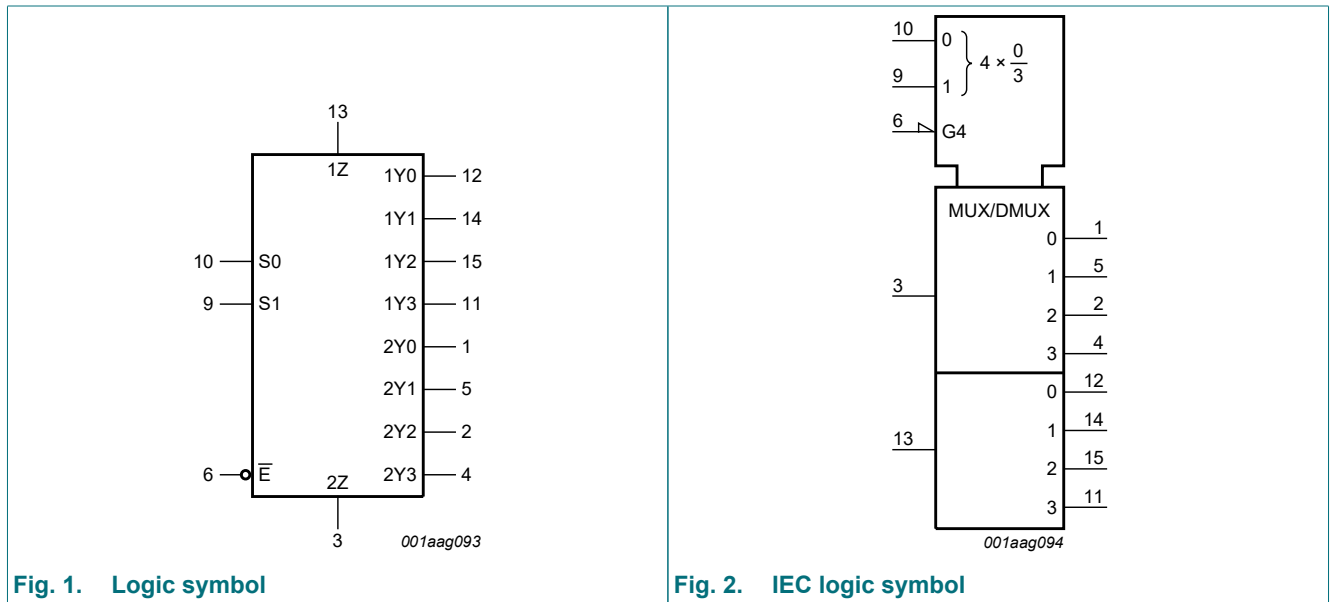 13
1Z
1Y0 12
1Y1 14
10 S0 1Y2 15
9 S1 1Y3 11
2Y0 1
2Y1 5
2Y2 2
6 E̅ 2Y3 4
2Z
3
001aag093
Fig. 1. Logic symbol
10 0
4 × 0/3
9 1
6 G4
MUX/DMUX
0 1
1 5
3
2 2
3 4
0 12
1 14
13
2 15
3 11
001aag094
Fig. 2. IEC logic symbol